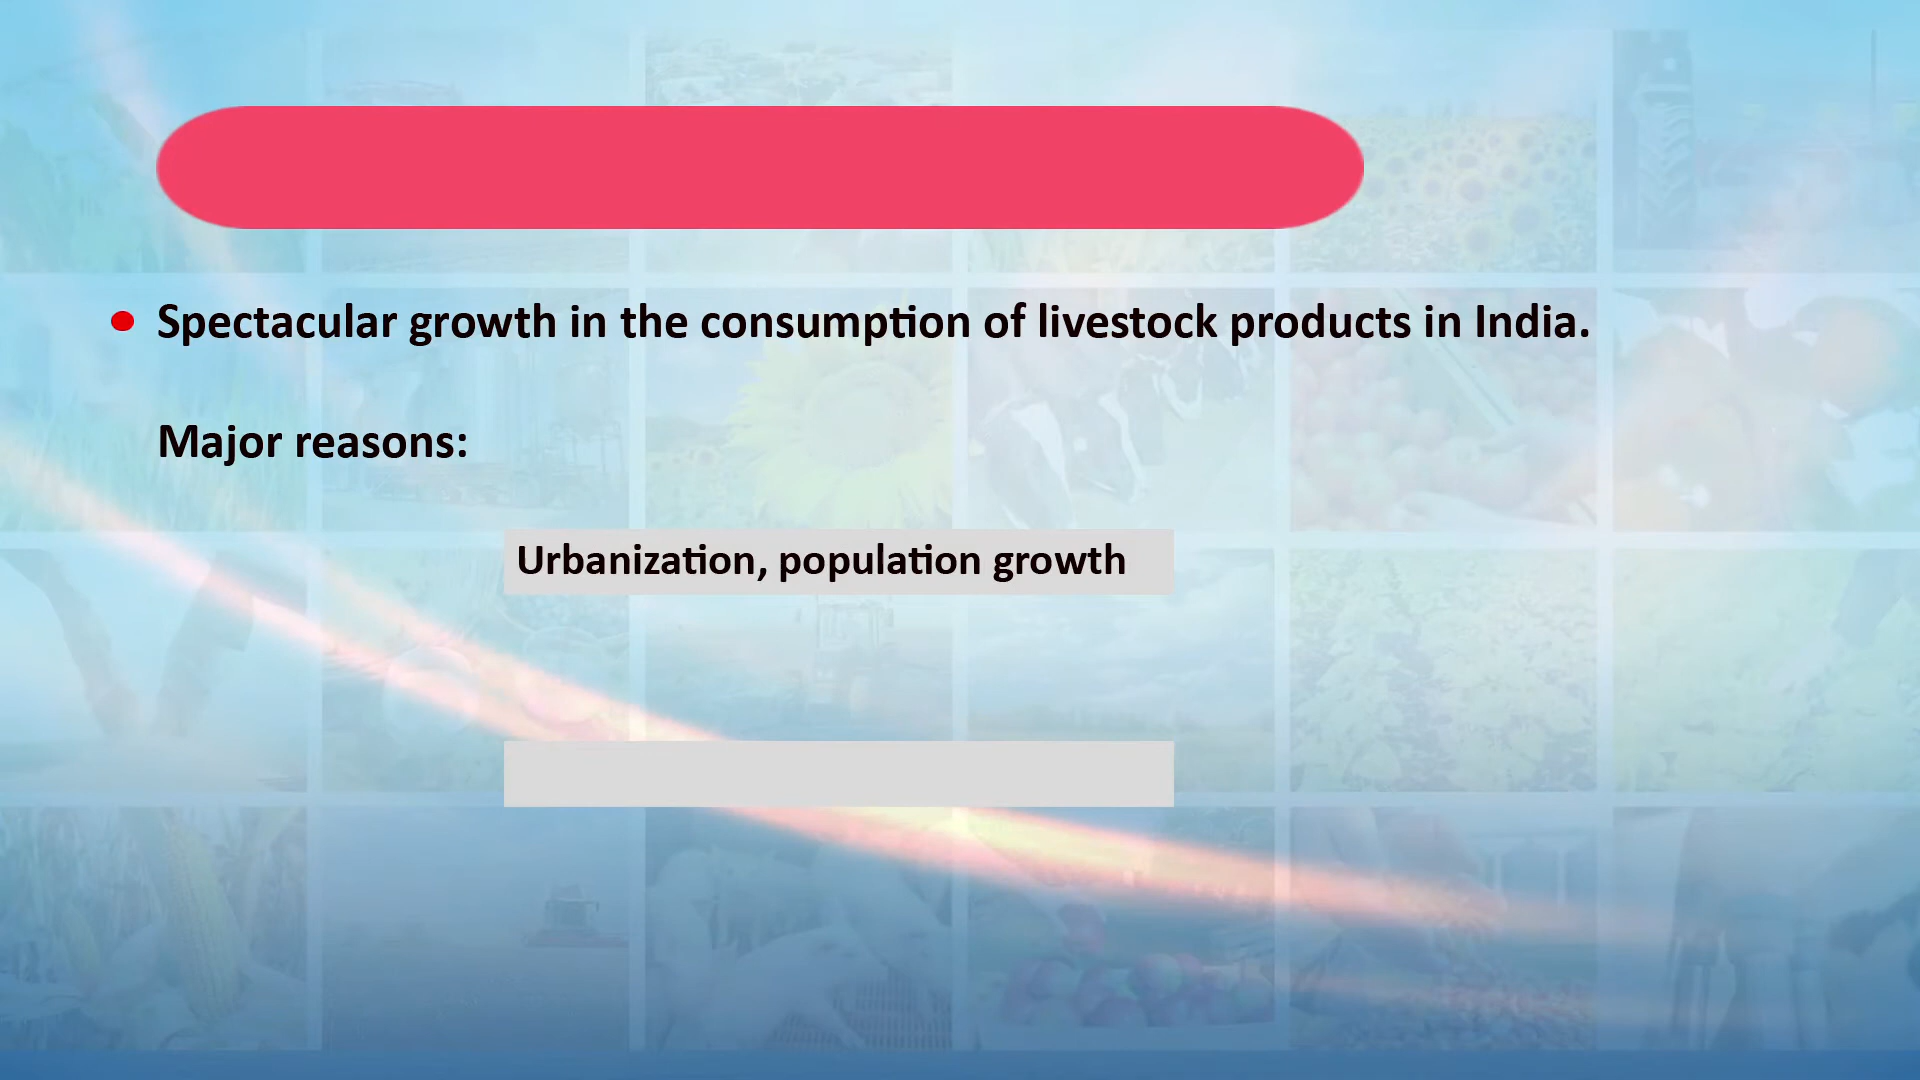 Spectacular growth in the consumption of livestock products in India.
Major reasons:
Urbanization, population growth